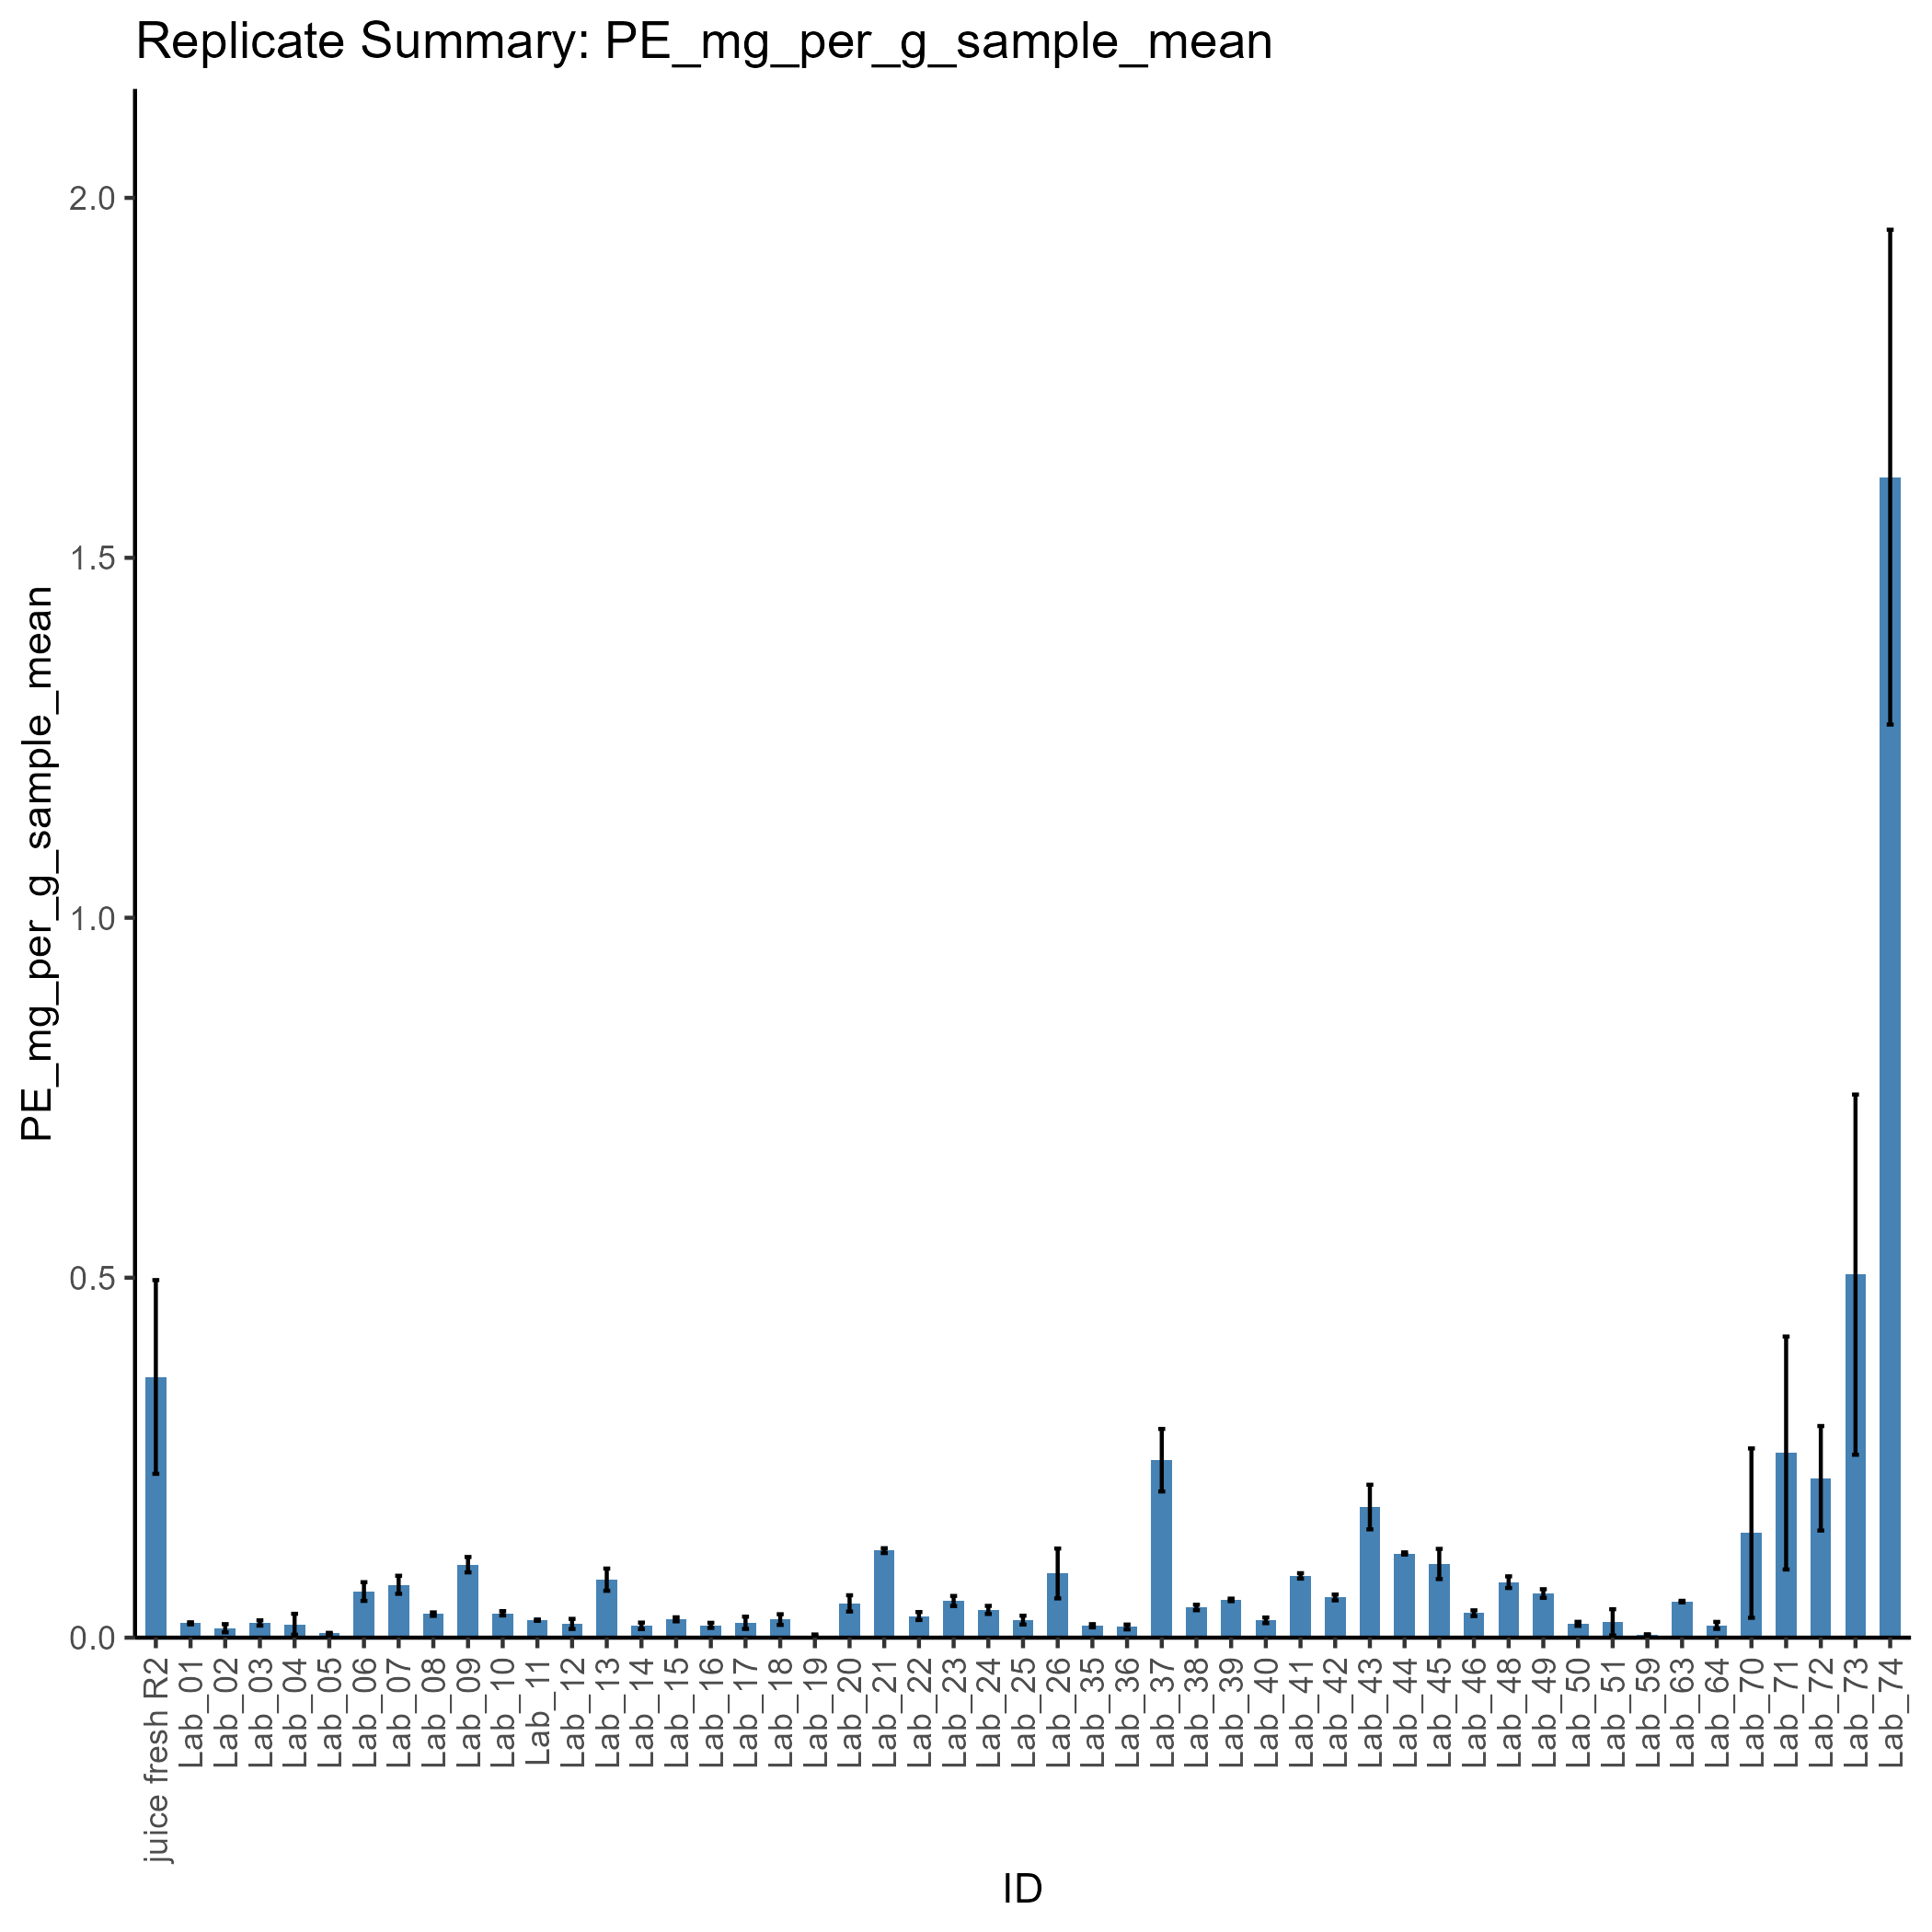 Replicate Summary: PE_mg_per_g_sample_mean
PE_mg_per_g_sample_mean
2.0
1.5
1.0
0.5
0.0
juice fresh R2
Lab_01
Lab_02
Lab_03
Lab_04
Lab_05
Lab_06
Lab_07
Lab_08
Lab_09
Lab_10
Lab_11
Lab_12
Lab_13
Lab_14
Lab_15
Lab_16
Lab_17
Lab_18
Lab_19
Lab_20
Lab_21
Lab_22
Lab_23
Lab_24
Lab_25
Lab_26
Lab_35
Lab_36
Lab_37
Lab_38
Lab_39
Lab_40
Lab_41
Lab_42
Lab_43
Lab_44
Lab_45
Lab_46
Lab_48
Lab_49
Lab_50
Lab_51
Lab_59
Lab_63
Lab_64
Lab_70
Lab_71
Lab_72
Lab_73
Lab_74
ID